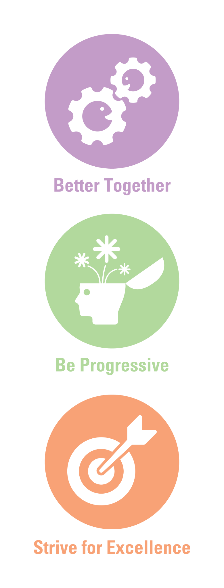 Better Together
Be Progressive
Strive for Excellence